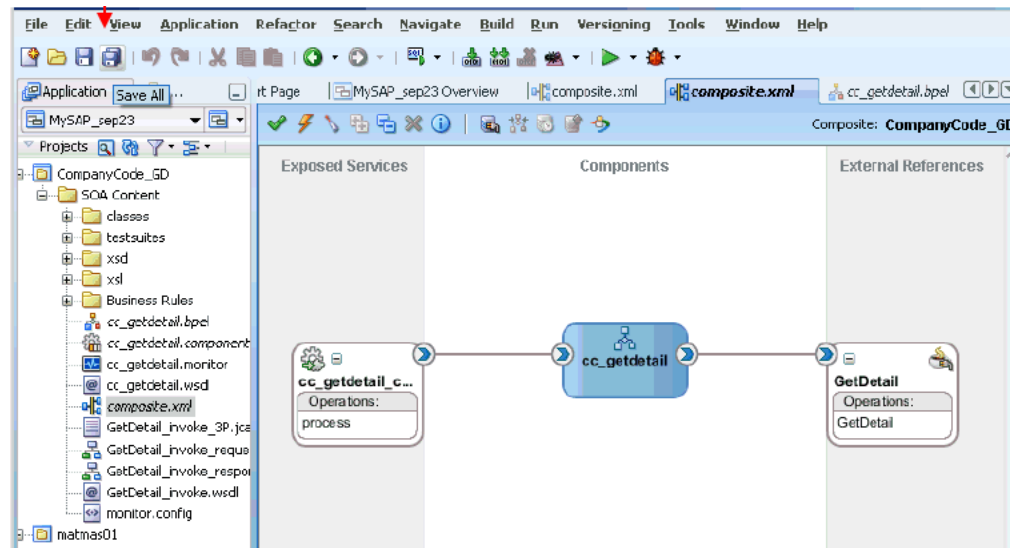 File Edit View Application Refactor Search Navigate Build Run Versioning Tools Window Help
Application
Save All
...
rt Page
MySAP_sep23 Overview
composite.xml
composite.xml
cc_getdetail.bpel
MySAP_sep23
Composite: CompanyCode_GD
Projects
CompanyCode_GD
SOA Content
classes
testsuites
xsd
xsl
Business Rules
cc_getdetail.bpel
cc_getdetail.component
cc_getdetail.monitor
cc_getdetail.wsdl
composite.xml
GetDetail_invoke_3P.jca
GetDetail_invoke_reque
GetDetail_invoke_respor
GetDetail_invoke.wsdl
monitor.config
matmas01
Exposed Services
Components
External References
cc_getdetail_c...
Operations:
process
cc_getdetail
GetDetail
Operations:
GetDetail